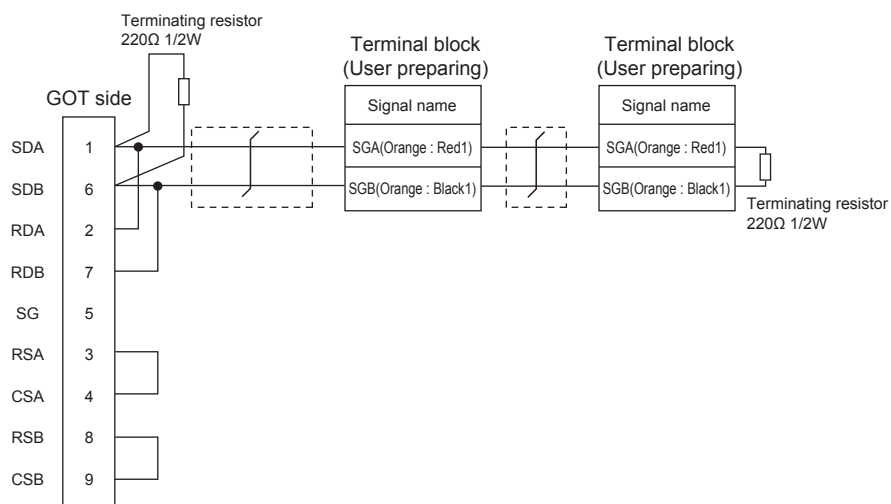 Terminating resistor
220Ω 1/2W
Terminal block
(User preparing)
Terminal block
(User preparing)
GOT side
Signal name
Signal name
SDA 1 SGA(Orange : Red1) SGA(Orange : Red1)
SDB 6 SGB(Orange : Black1) SGB(Orange : Black1)
Terminating resistor
220Ω 1/2W
RDA 2
RDB 7
SG 5
RSA 3
CSA 4
RSB 8
CSB 9